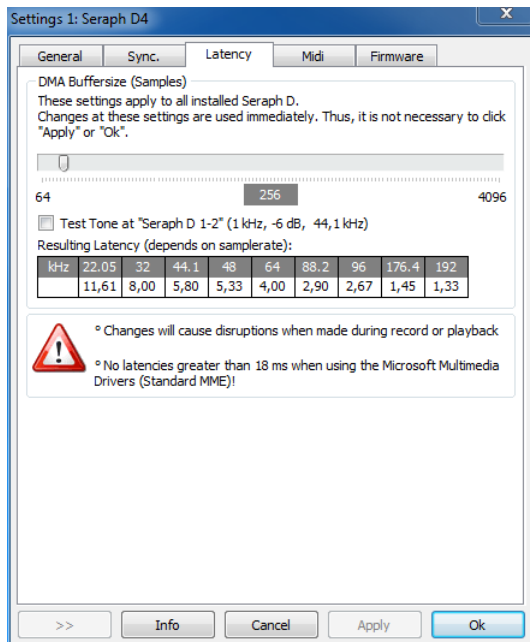 Settings 1: Seraph D4
X
General Sync. Latency Midi Firmware
DMA Buffersize (Samples)
These settings apply to all installed Seraph D.
Changes at these settings are used immediately. Thus, it is not necessary to click
"Apply" or "Ok".
64 256 4096
Test Tone at "Seraph D 1-2" (1 kHz, -6 dB, 44,1 kHz)
Resulting Latency (depends on samplerate):
kHz 22.05 32 44.1 48 64 88.2 96 176.4 192
11,61 8,00 5,80 5,33 4,00 2,90 2,67 1,45 1,33
° Changes will cause disruptions when made during record or playback
° No latencies greater than 18 ms when using the Microsoft Multimedia
Drivers (Standard MME)!
>> Info Cancel Apply Ok